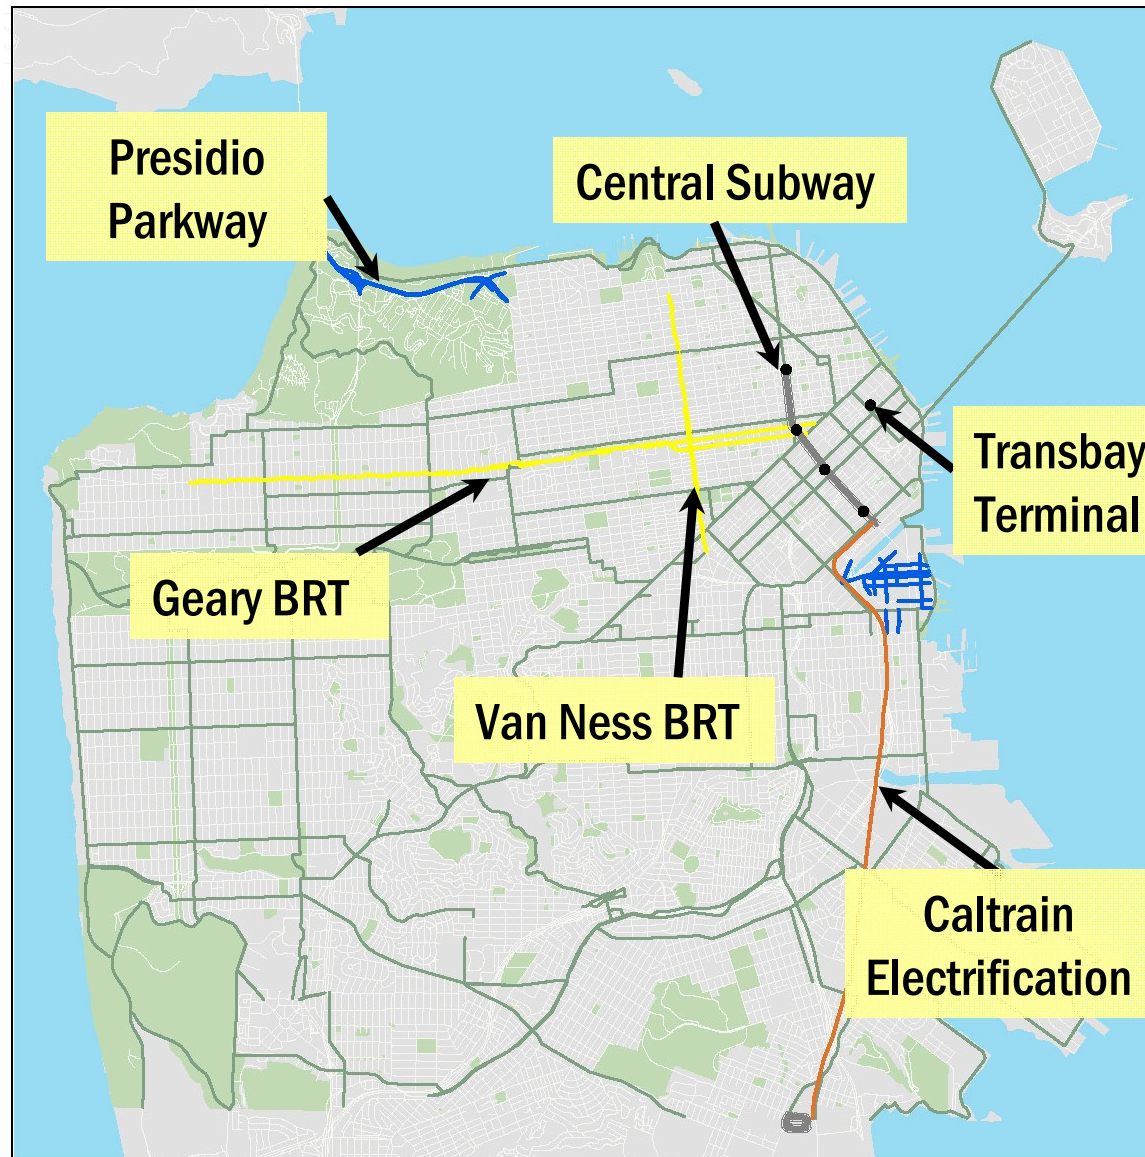 Presidio
Parkway
Central Subway
Transbay
Terminal
Geary BRT
Van Ness BRT
Caltrain
Electrification